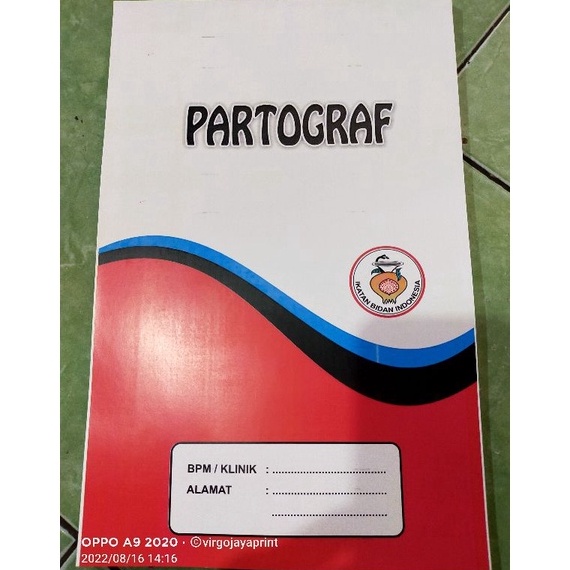 PARTOGRAF
IKATAN BIDAN INDONESIA
BPM / KLINIK : ........................................
ALAMAT : ........................................
........................................
OPPO A9 2020 · ©virgojayaprint
2022/08/16 14:16